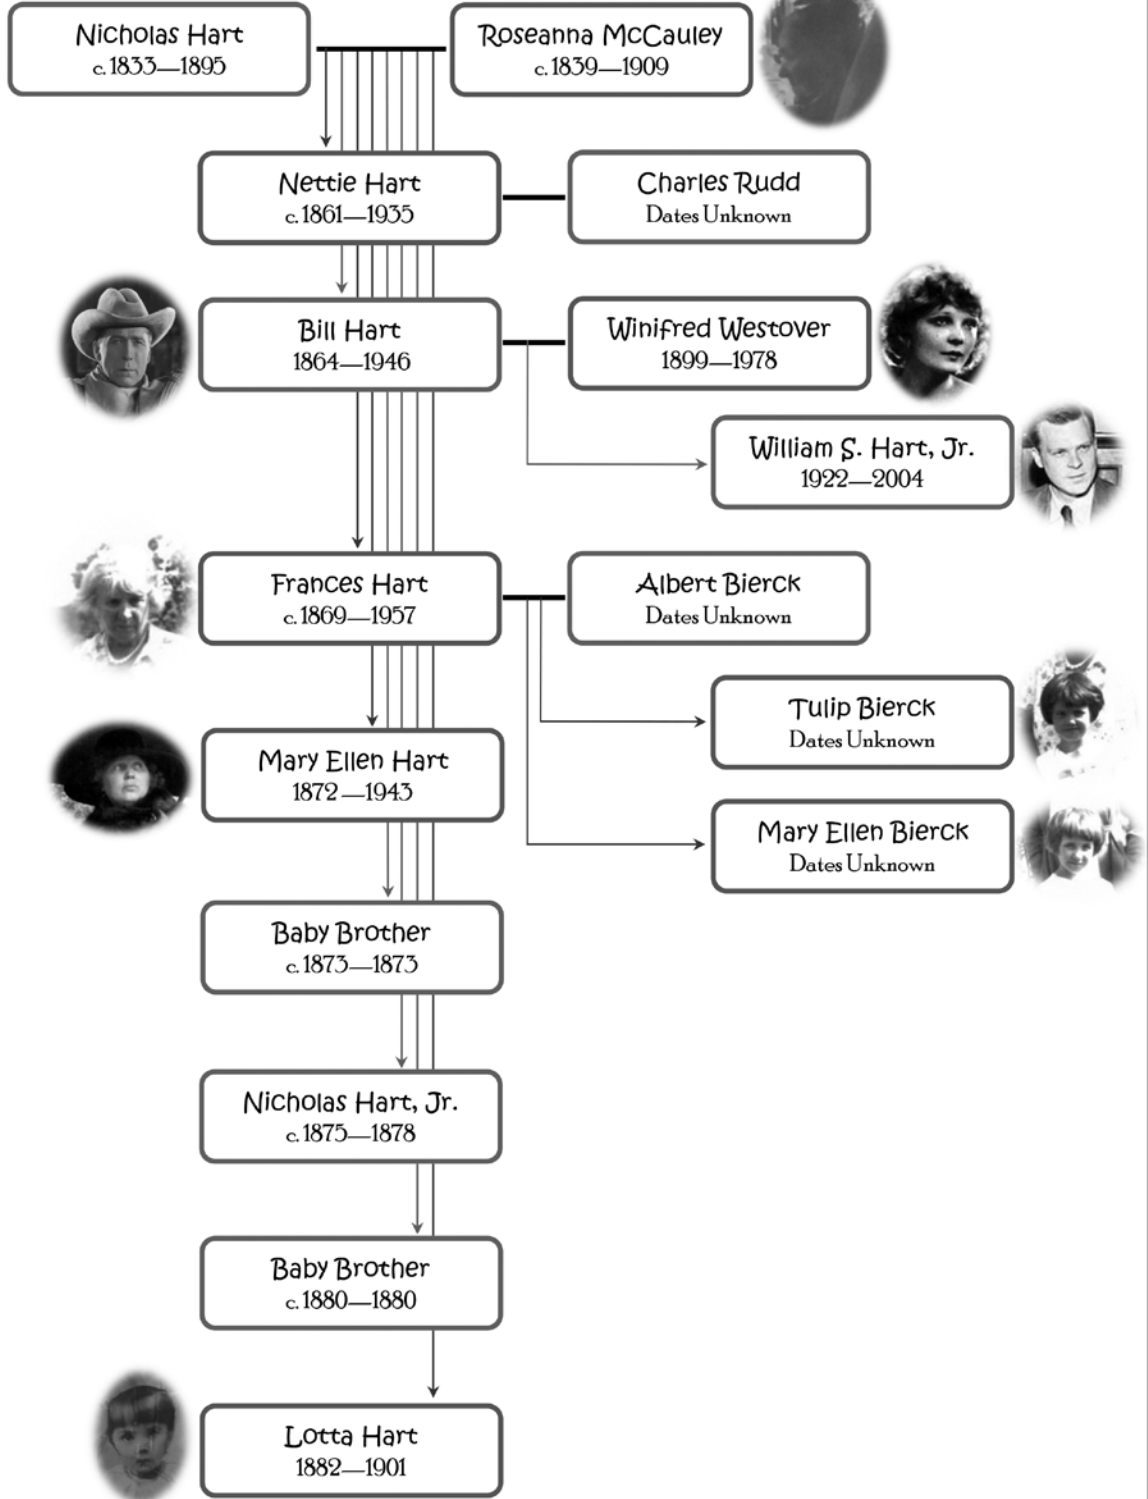 Nicholas Hart
c. 1833—1895
Roseanna McCauley
c. 1839—1909
Nettie Hart
c. 1861—1935
Charles Rudd
Dates Unknown
Bill Hart
1864—1946
Winifred Westover
1899—1978
William S. Hart, Jr.
1922—2004
Frances Hart
c. 1869—1957
Albert Bierck
Dates Unknown
Tulip Bierck
Dates Unknown
Mary Ellen Hart
1872—1943
Mary Ellen Bierck
Dates Unknown
Baby Brother
c. 1873—1873
Nicholas Hart, Jr.
c. 1875—1878
Baby Brother
c. 1880—1880
Lotta Hart
1882—1901